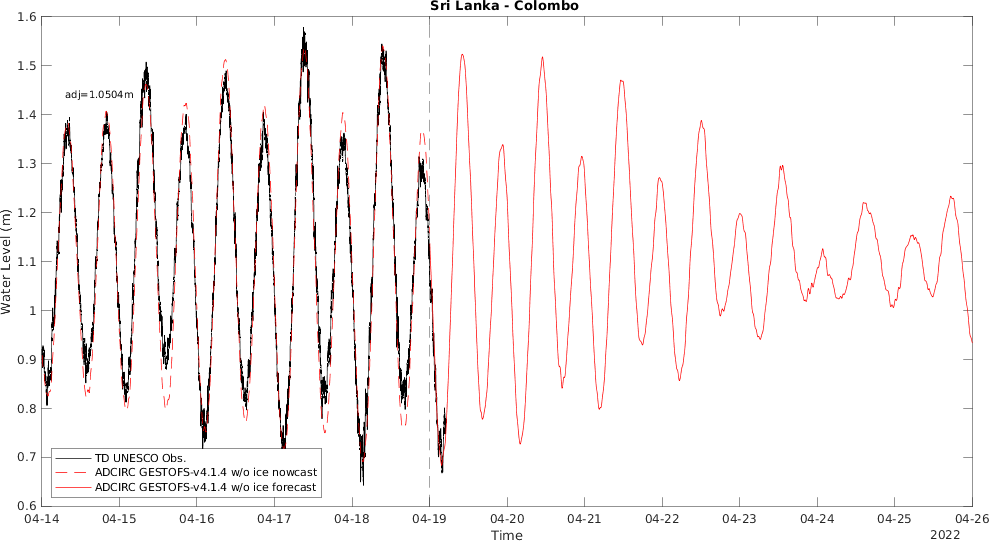 Sri Lanka - Colombo
1.6
1.5
1.4
1.3
1.2
1.1
1
0.9
0.8
0.7
0.6
Water Level (m)
adj=1.0504m
TD UNESCO Obs.
ADCIRC GESTOFS-v4.1.4 w/o ice nowcast
ADCIRC GESTOFS-v4.1.4 w/o ice forecast
04-14 04-15 04-16 04-17 04-18 04-19 04-20 04-21 04-22 04-23 04-24 04-25 04-26
Time
2022